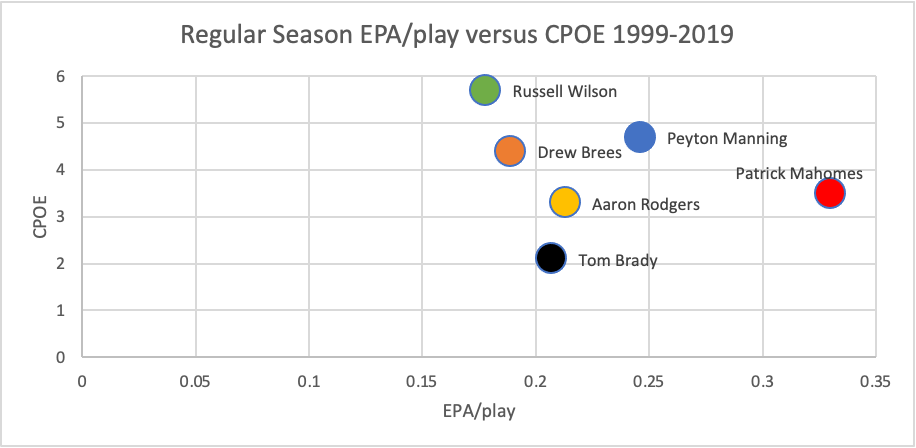 Regular Season EPA/play versus CPOE 1999-2019
6
5
4
3
2
1
0
CPOE
Russell Wilson
Peyton Manning
Drew Brees
Patrick Mahomes
Aaron Rodgers
Tom Brady
0 0.05 0.1 0.15 0.2 0.25 0.3 0.35
EPA/play